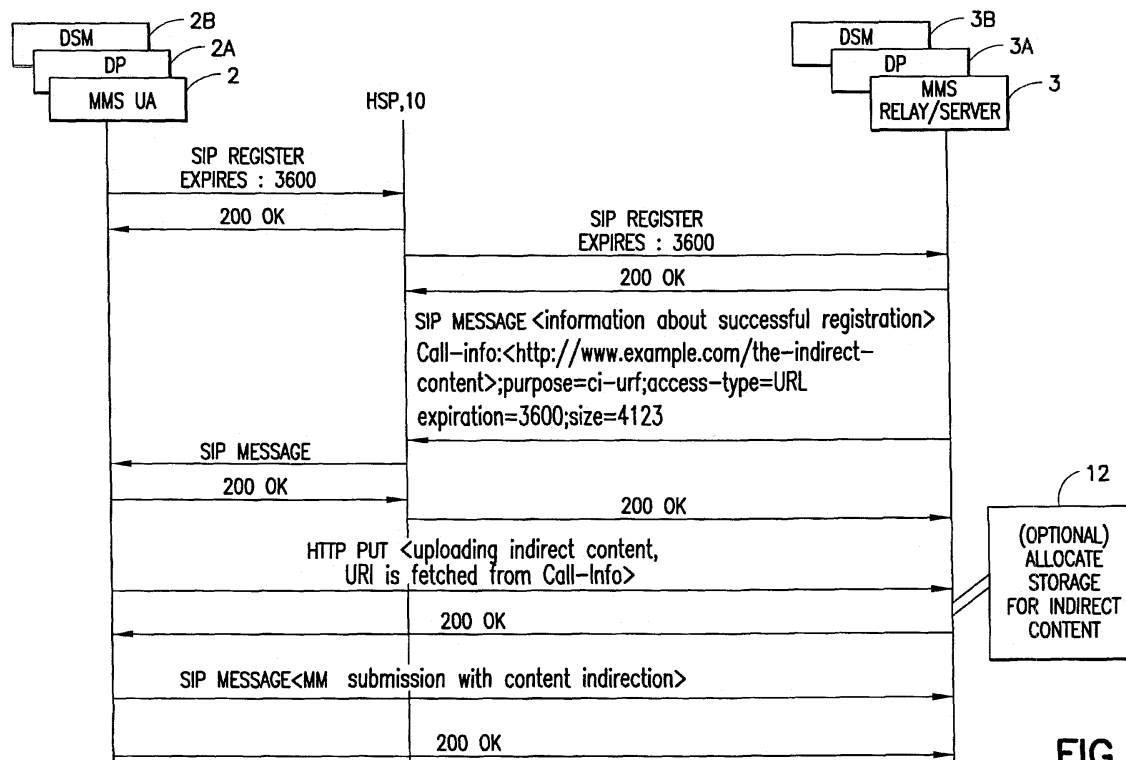 2B
DSM
2A
DP
2
MMS UA
HSP,10
3B
DSM
3A
DP
3
MMS
RELAY/SERVER
SIP REGISTER
EXPIRES : 3600
200 OK
SIP REGISTER
EXPIRES : 3600
200 OK
SIP MESSAGE <information about successful registration>
Call-info:<http://www.example.com/the-indirect-
content>;purpose=ci-urf;access-type=URL
expiration=3600;size=4123
SIP MESSAGE
200 OK
200 OK
12
(OPTIONAL)
ALLOCATE
STORAGE
FOR INDIRECT
CONTENT
HTTP PUT <uploading indirect content,
URI is fetched from Call-Info>
200 OK
SIP MESSAGE<MM submission with content indirection>
200 OK
FIG